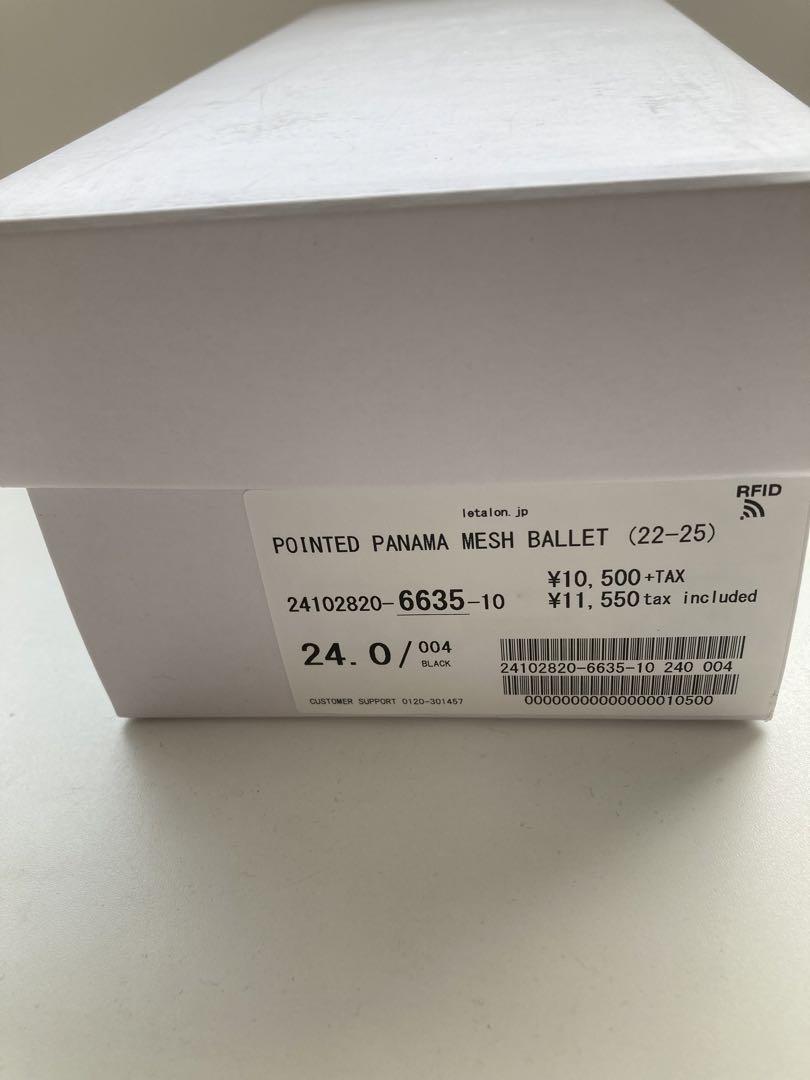 RFID
letalon.jp
POINTED PANAMA MESH BALLET (22-25)
¥10,500+TAX
24102820-6635-10 ¥11,550 tax included
24.0/004
BLACK
24102820-6635-10 240 004
CUSTOMER SUPPORT 0120-301457
00000000000000010500